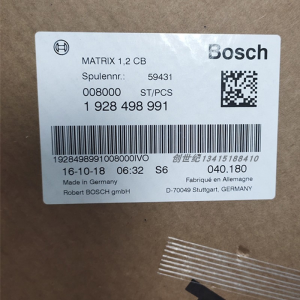 Bosch
MATRIX 1,2 CB
Spulennr.: 59431
008000 ST/PCS
1 928 498 991
1928498991008000IVO
创世纪13415188410
16-10-18 06:32 S6 040.180
Made in Germany Fabriqué en Allemagne
Robert BOSCH gmbH D-70049 Stuttgart, GERMANY